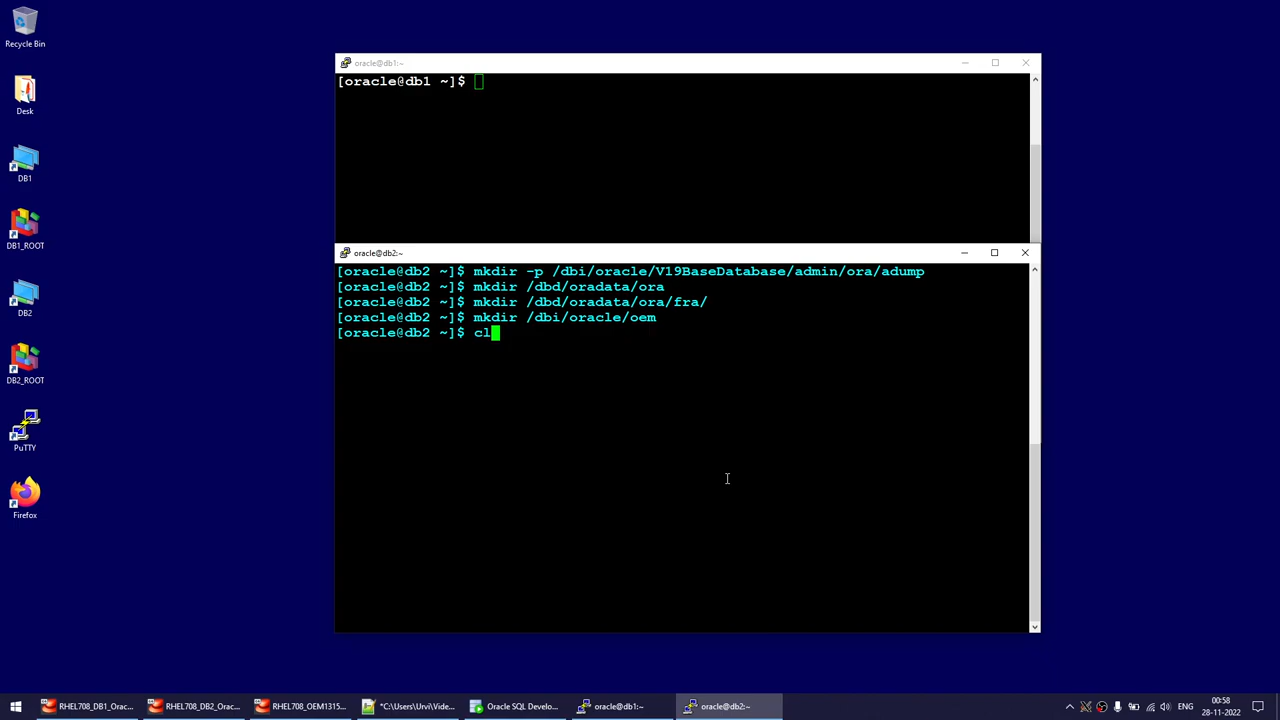 Recycle Bin
Desk
DB1
DB1_ROOT
DB2
DB2_ROOT
PuTTY
Firefox
oracle@db1:~
[oracle@db1 ~]$
oracle@db2:~
[oracle@db2 ~]$ mkdir -p /dbi/oracle/V19BaseDatabase/admin/ora/adump
[oracle@db2 ~]$ mkdir /dbd/oradata/ora
[oracle@db2 ~]$ mkdir /dbd/oradata/ora/fra/
[oracle@db2 ~]$ mkdir /dbi/oracle/oem
[oracle@db2 ~]$ cl
RHEL708_DB1_Orac...
RHEL708_DB2_Orac...
RHEL708_OEM1315...
*C:\Users\Urvi\Vide...
Oracle SQL Develo...
oracle@db1:~
oracle@db2:~
ENG
00:58
28-11-2022